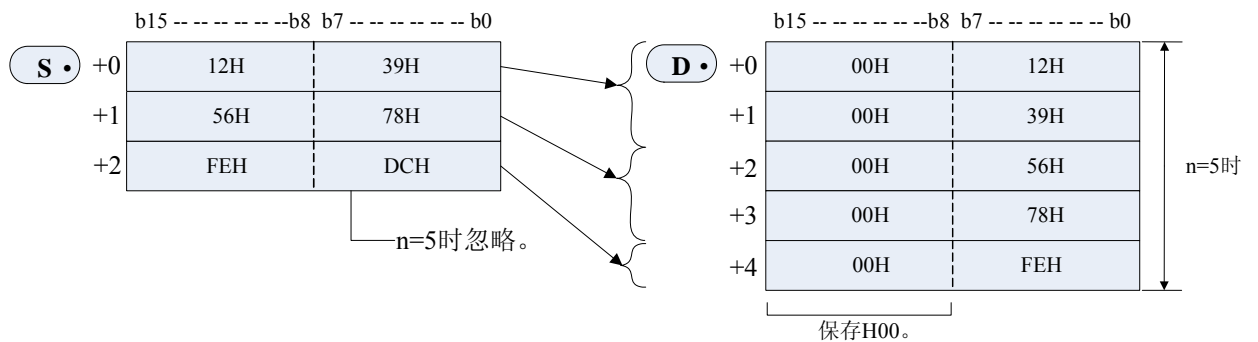 b15 -- -- -- -- -- --b8 b7 -- -- -- -- -- -- b0
S · +0 12H 39H
+1 56H 78H
+2 FEH DCH
n=5时忽略。
b15 -- -- -- -- -- --b8 b7 -- -- -- -- -- -- b0
D · +0 00H 12H
+1 00H 39H
+2 00H 56H
+3 00H 78H
+4 00H FEH
n=5时
保存H00。